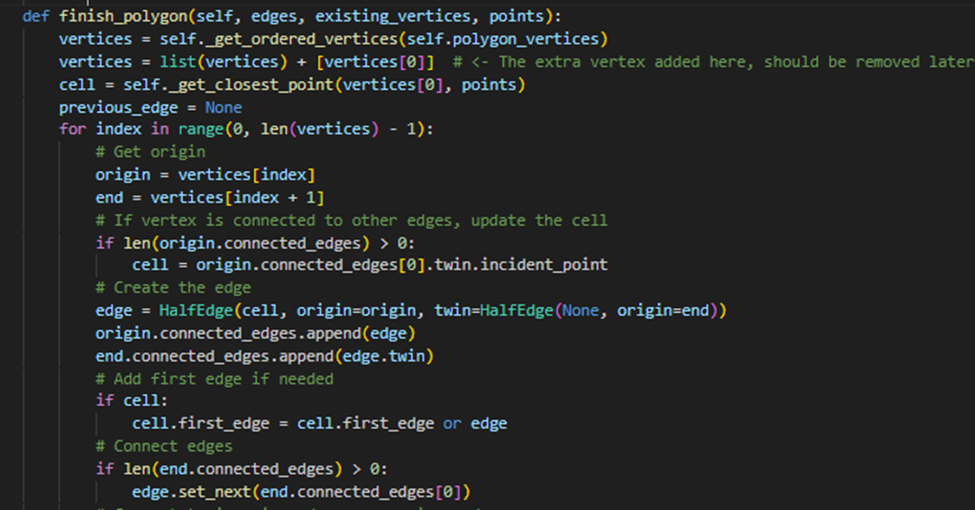 def finish_polygon(self, edges, existing_vertices, points):
    vertices = self._get_ordered_vertices(self.polygon_vertices)
    vertices = list(vertices) + [vertices[0]]  # <- The extra vertex added here, should be removed later
    cell = self._get_closest_point(vertices[0], points)
    previous_edge = None
    for index in range(0, len(vertices) - 1):
        # Get origin
        origin = vertices[index]
        end = vertices[index + 1]
        # If vertex is connected to other edges, update the cell
        if len(origin.connected_edges) > 0:
            cell = origin.connected_edges[0].twin.incident_point
        # Create the edge
        edge = HalfEdge(cell, origin=origin, twin=HalfEdge(None, origin=end))
        origin.connected_edges.append(edge)
        end.connected_edges.append(edge.twin)
        # Add first edge if needed
        if cell:
            cell.first_edge = cell.first_edge or edge
        # Connect edges
        if len(end.connected_edges) > 0:
            edge.set_next(end.connected_edges[0])